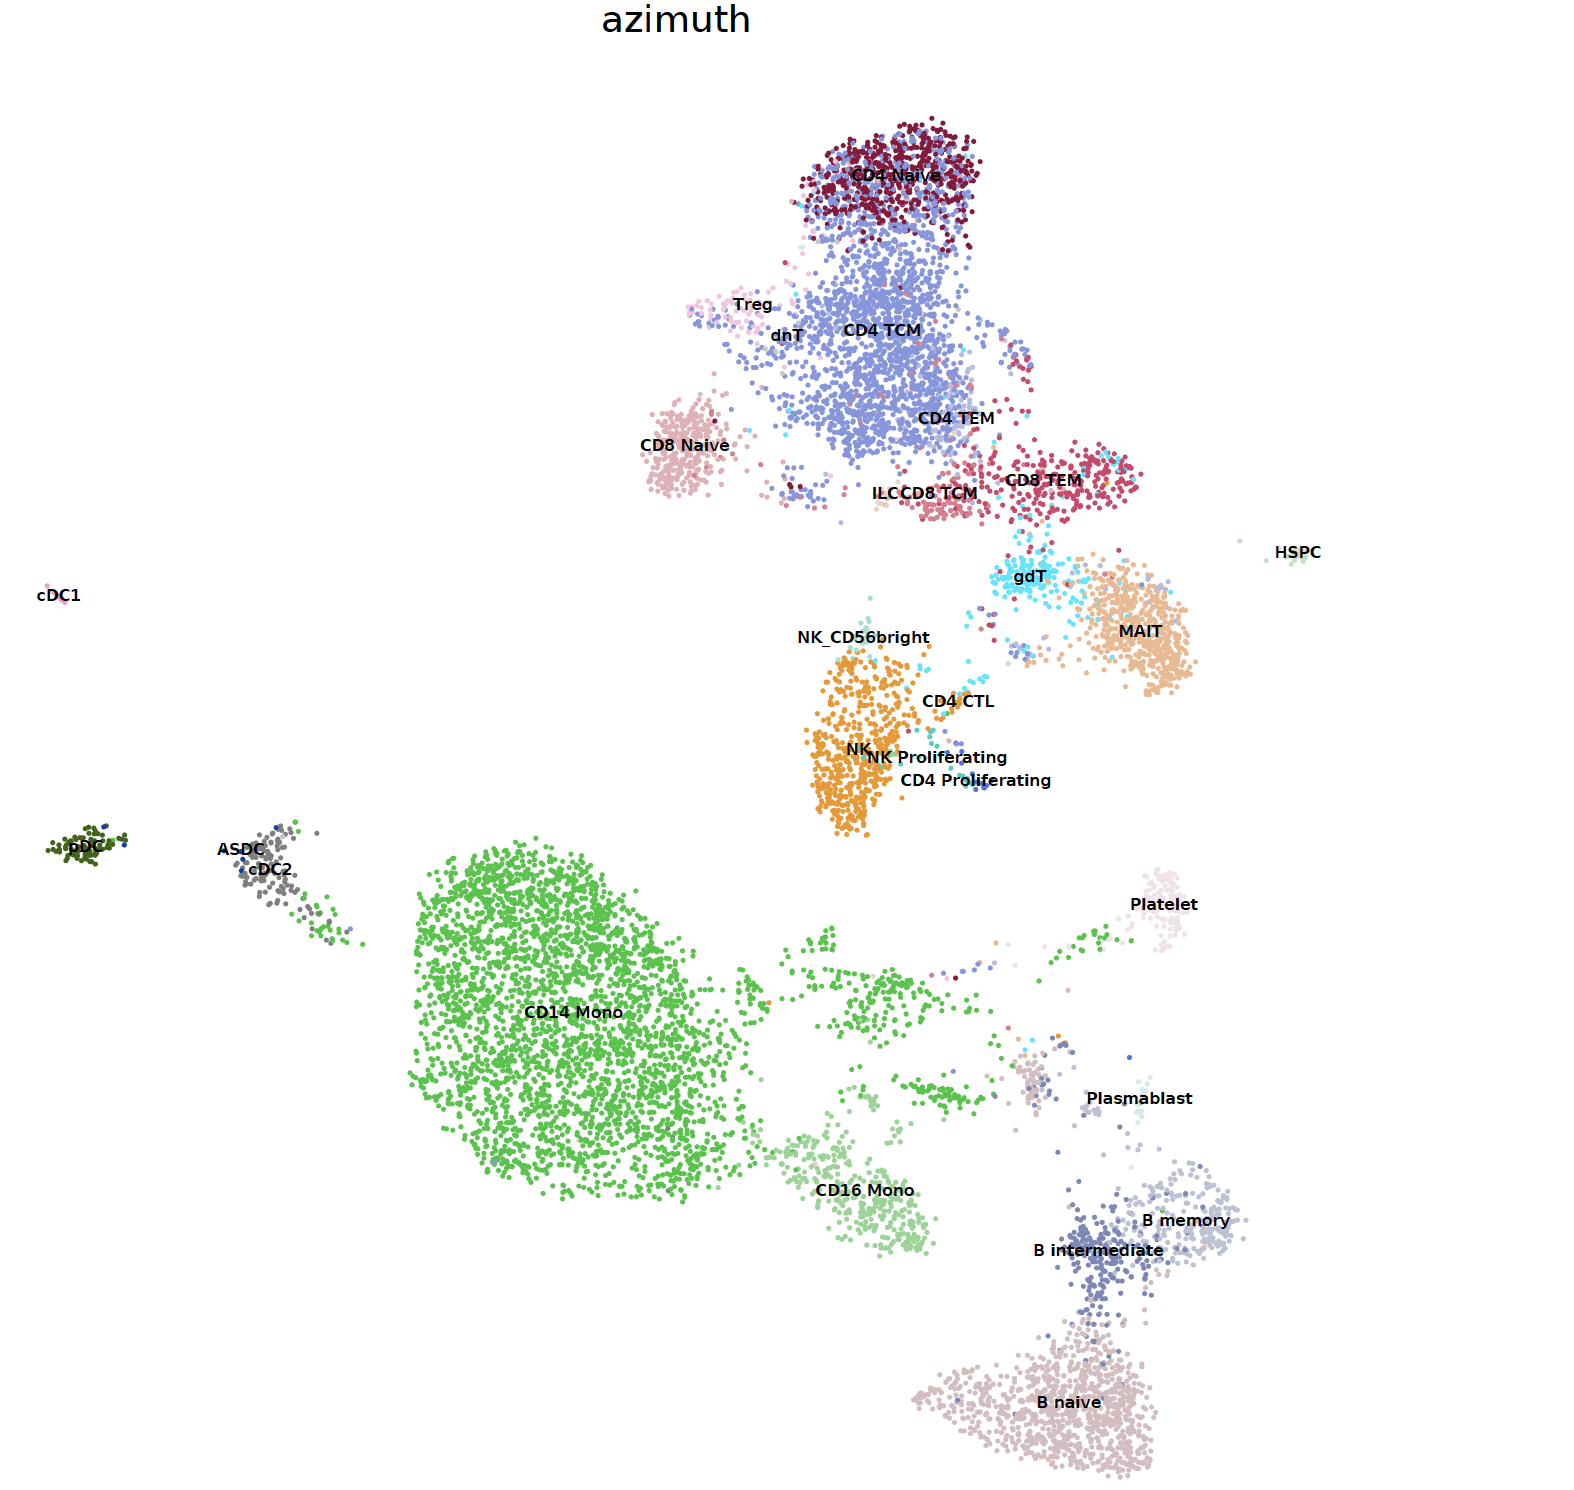 azimuth
CD4 Naive
Treg
dnT
CD4 TCM
CD4 TEM
CD8 Naive
CD8 TEM
ILC
CD8 TCM
HSPC
gdT
cDC1
MAIT
NK_CD56bright
CD4 CTL
NK
NK Proliferating
CD4 Proliferating
pDC
ASDC
cDC2
Platelet
CD14 Mono
Plasmablast
CD16 Mono
B memory
B intermediate
B naive